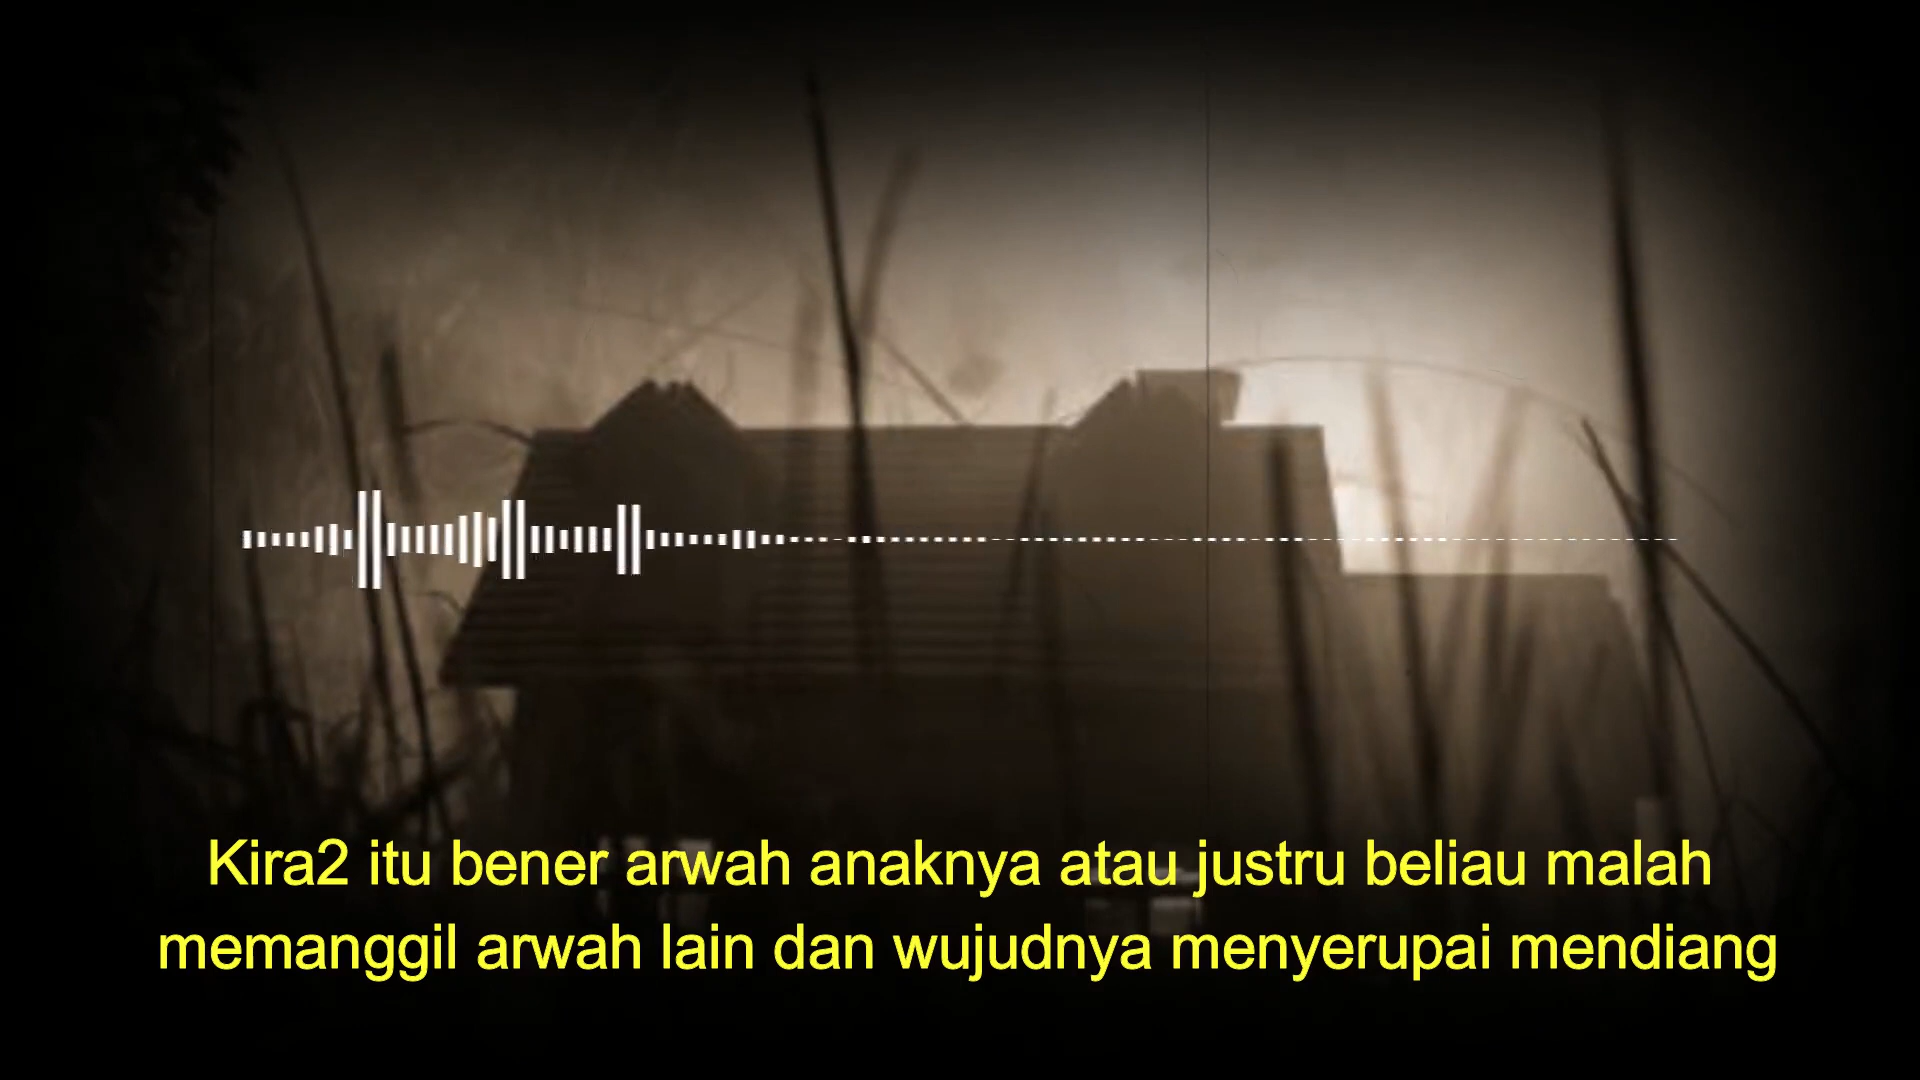 Kira2 itu bener arwah anaknya atau justru beliau malah
memanggil arwah lain dan wujudnya menyerupai mendiang